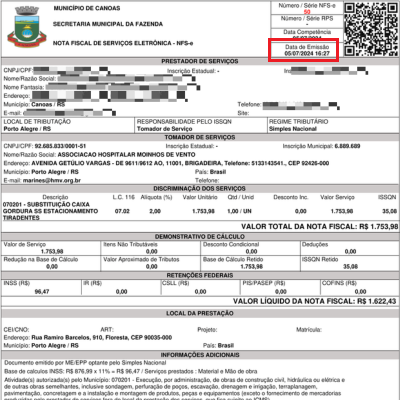 MUNICÍPIO DE CANOAS
SECRETARIA MUNICIPAL DA FAZENDA
NOTA FISCAL DE SERVIÇOS ELETRÔNICA - NFS-e
Número / Série NFS-e
50
Número / Série RPS
-
Data Competência
05/07/2024
Data de Emissão
05/07/2024 16:27
PRESTADOR DE SERVIÇOS
CNPJ/CPF: Inscrição Estadual: -
Nome/Razão Social:
Nome Fantasia:
Endereço:
Município: Canoas / RS Telefone:
E-mail: Site:
LOCAL DE TRIBUTAÇÃO RESPONSABILIDADE PELO ISSQN REGIME TRIBUTÁRIO
Porto Alegre / RS Tomador de Serviço Simples Nacional
TOMADOR DE SERVIÇOS
CNPJ/CPF: 92.685.833/0001-51 Inscrição Estadual: - Inscrição Municipal: 6.889.689
Nome/Razão Social: ASSOCIACAO HOSPITALAR MOINHOS DE VENTO
Endereço: AVENIDA GETÚLIO VARGAS - DE 9611/9612 AO, 11001, BRIGADEIRA, Telefone: 5133143541, CEP 92426-000
Município: Porto Alegre / RS País: Brasil
E-mail: marines@hmv.org.br
DISCRIMINAÇÃO DOS SERVIÇOS
Descrição L.C. 116 Alíquota (%) Valor Unitário Qtd / Unid Desconto Inc. Valor Serviço ISSQN
070201 - SUBSTITUIÇÃO CAIXA
GORDURA SS ESTACIONAMENTO
TIRADENTES
07.02 2,00 1.753,98 1,00 / UN 0,00 1.753,98 35,08
VALOR TOTAL DA NOTA FISCAL: R$ 1.753,98
DEMONSTRATIVO DE CÁLCULO
Valor de Serviço Itens Não Tributáveis Desconto Condicional Deduções
1.753,98 0,00 0,00 0,00
Redução na Base de Cálculo Valor Aproximado de Tributos Base de Cálculo Retido ISSQN Retido
0,00 0,00 1.753,98 35,08
RETENÇÕES FEDERAIS
INSS (R$) IR (R$) CSLL (R$) PIS/PASEP (R$) COFINS (R$)
96,47 0,00 0,00 0,00 0,00
VALOR LÍQUIDO DA NOTA FISCAL: R$ 1.622,43
LOCAL DA PRESTAÇÃO
CEI/CNO: ART: Projeto: Matrícula:
Endereço: Rua Ramiro Barcelos, 910, Floresta, CEP 90035-000
Município: Porto Alegre / RS País: Brasil
INFORMAÇÕES ADICIONAIS
Documento emitido por ME/EPP optante pelo Simples Nacional
Base de calculos INSS: R$ 876,99 x 11% = R$ 96,47 / Serviços prestados : Material e Mão de obra
Atividade(s) autorizada(s) pelo Município: 070201 - Execução, por administração, de obras de construção civil, hidráulica ou elétrica e
de outras obras semelhantes, inclusive sondagem, perfuração de poços, escavação, drenagem e irrigação, terraplanagem,
pavimentação, concretagem e a instalação e montagem de produtos, peças e equipamentos (exceto o fornecimento de mercadorias